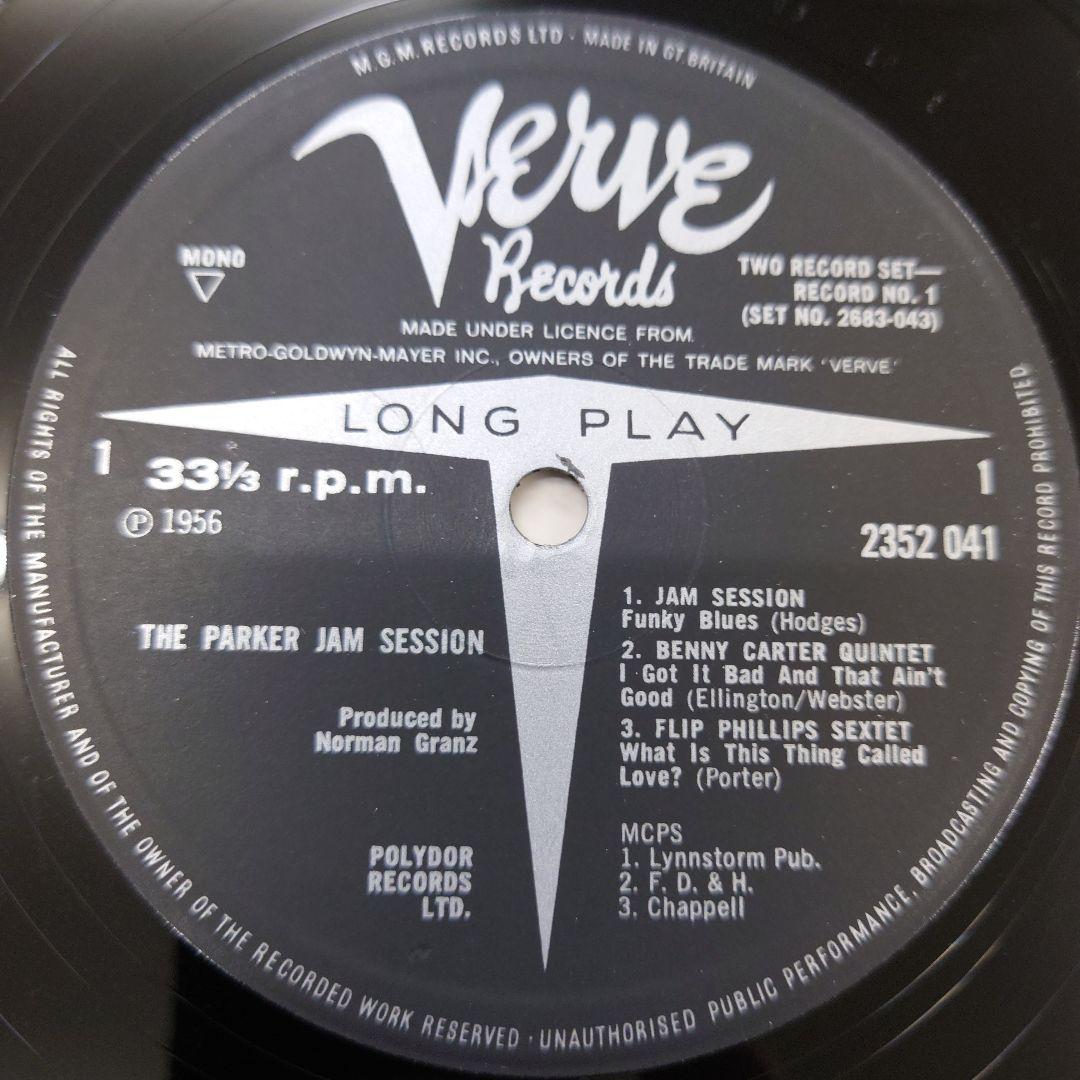 M.G.M. RECORDS LTD · MADE IN GT. BRITAIN
Verve
Records
MONO
TWO RECORD SET—
RECORD NO. 1
(SET NO. 2683-043)
MADE UNDER LICENCE FROM
METRO-GOLDWYN-MAYER INC., OWNERS OF THE TRADE MARK 'VERVE'
LONG PLAY
1
33⅓ r.p.m.
1
℗ 1956
2352 041
THE PARKER JAM SESSION
Produced by
Norman Granz
POLYDOR
RECORDS
LTD.
1. JAM SESSION
Funky Blues (Hodges)
2. BENNY CARTER QUINTET
I Got It Bad And That Ain't
Good (Ellington/Webster)
3. FLIP PHILLIPS SEXTET
What Is This Thing Called
Love? (Porter)
MCPS
1. Lynnstorm Pub.
2. F. D. & H.
3. Chappell
ALL RIGHTS OF THE MANUFACTURER AND OF THE OWNER OF THE RECORDED WORK RESERVED · UNAUTHORISED PUBLIC PERFORMANCE, BROADCASTING AND COPYING OF THIS RECORD PROHIBITED